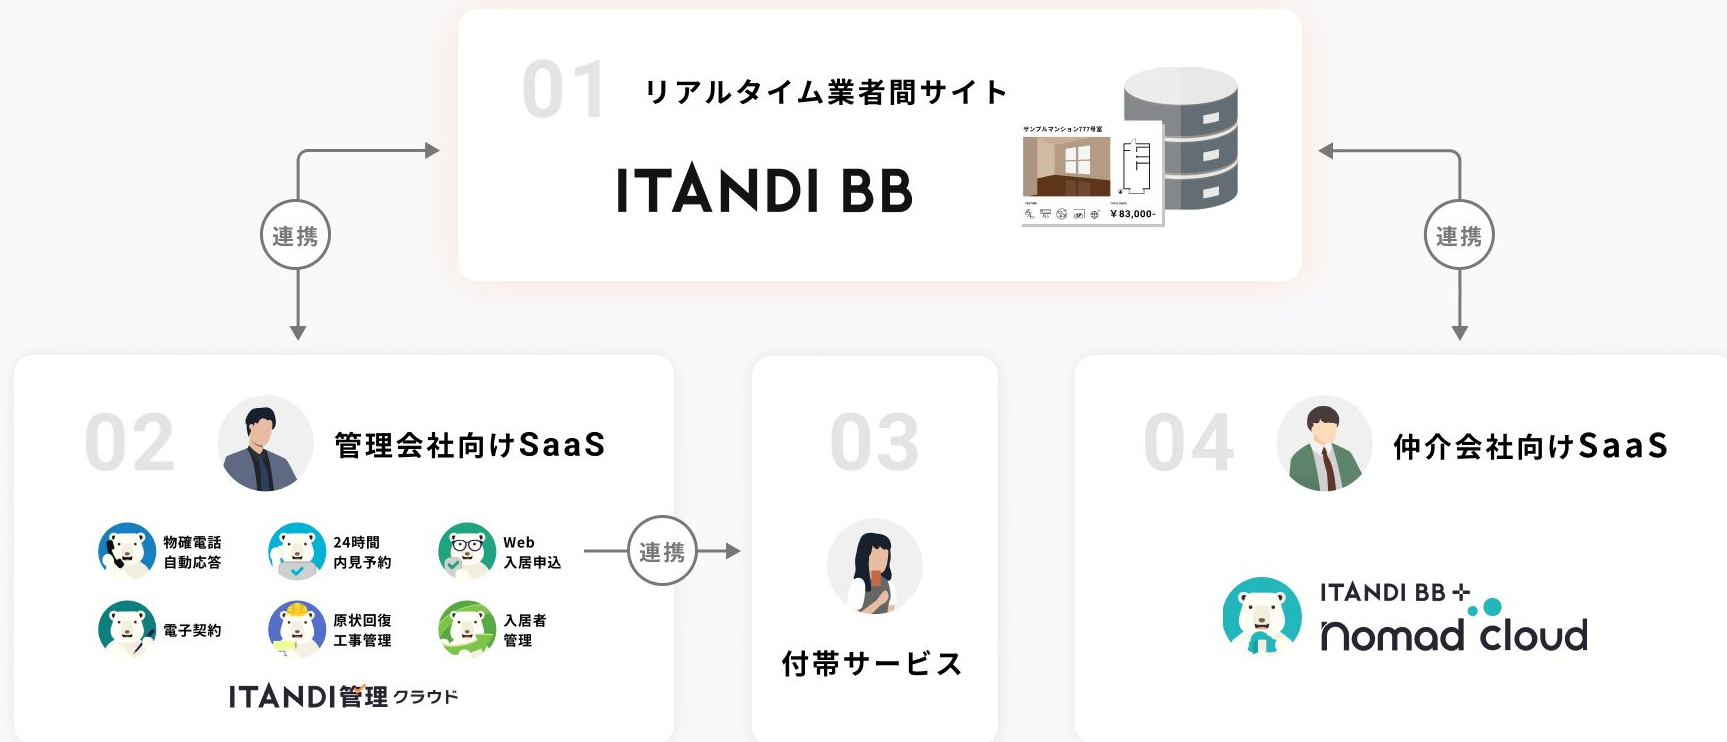 01
リアルタイム業者間サイト
ITANDI BB
サンプルマンション777号室
¥83,000-
連携
連携
02
管理会社向けSaaS
物確電話
自動応答
24時間
内見予約
Web
入居申込
電子契約
原状回復
工事管理
入居者
管理
ITANDI管理クラウド
連携
03
付帯サービス
04
仲介会社向けSaaS
ITANDI BB +
nomad cloud